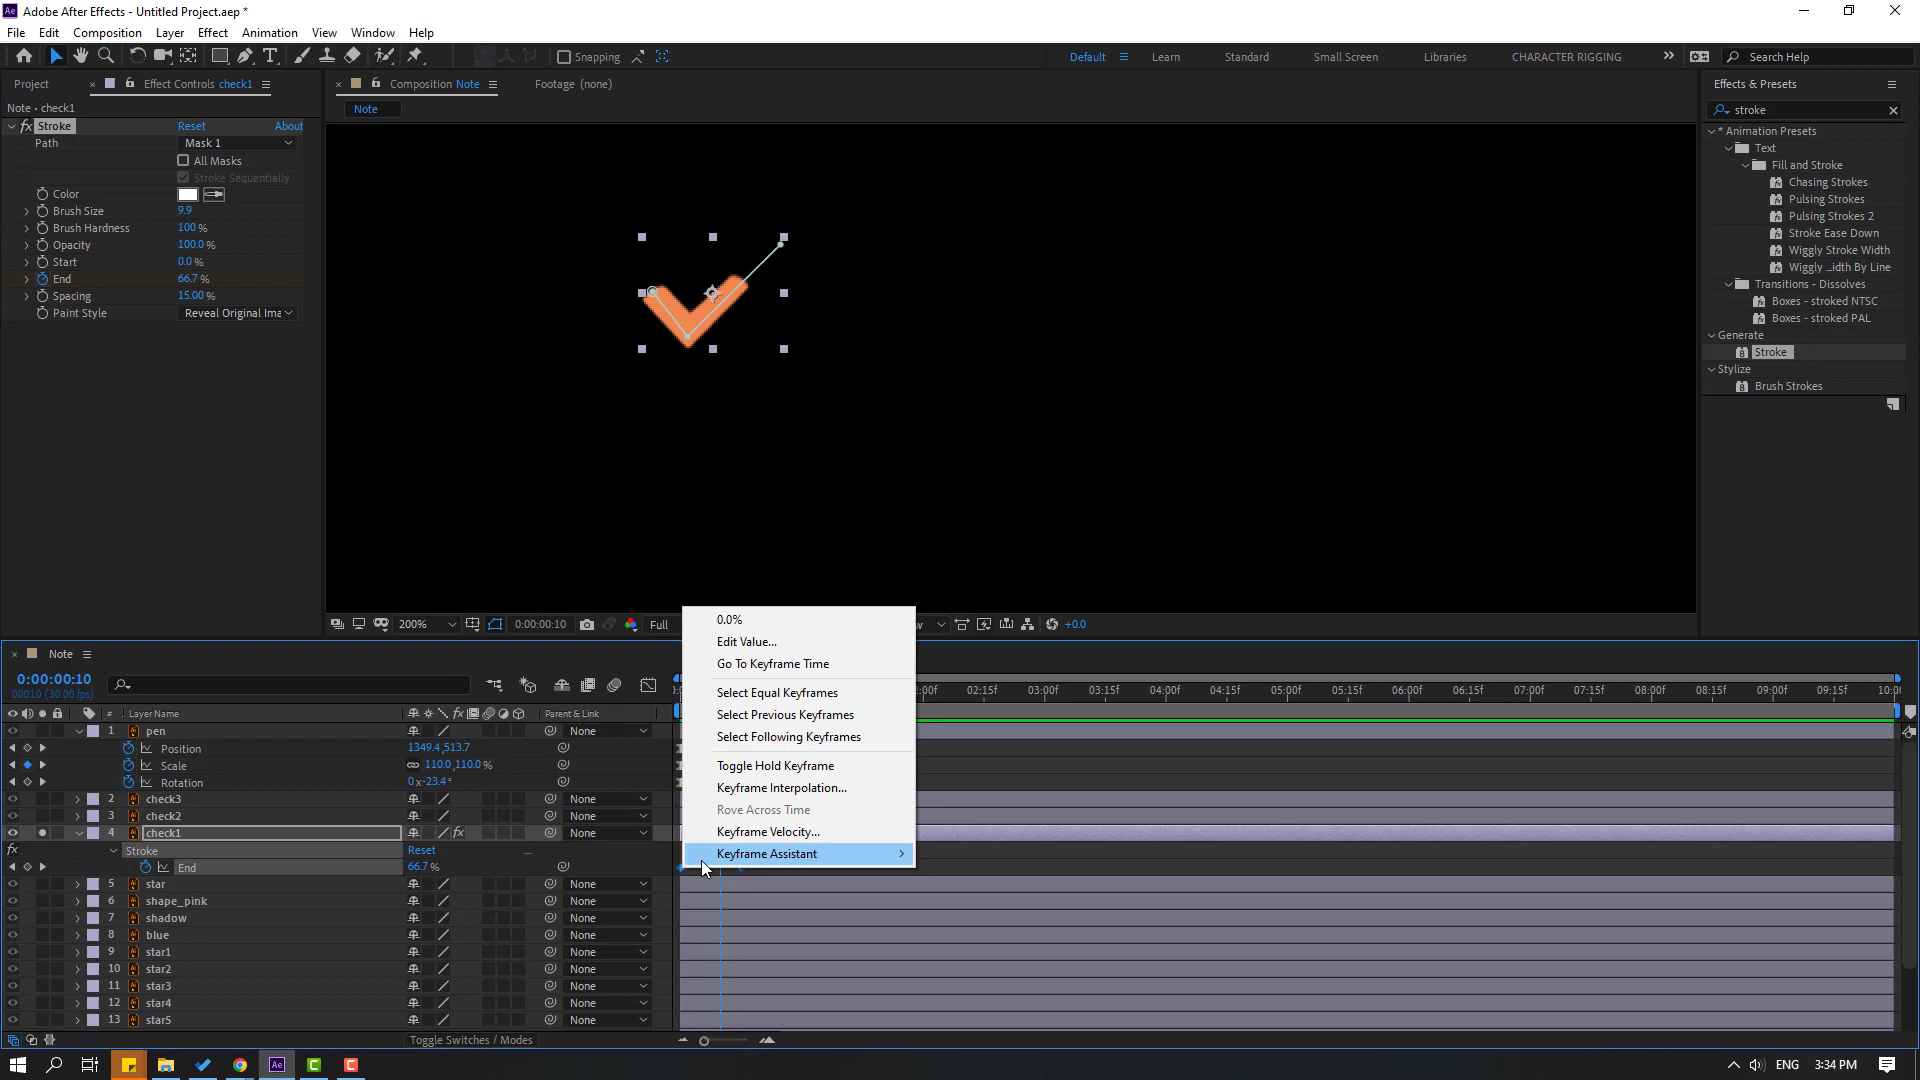 Ae Adobe After Effects - Untitled Project.aep *
File Edit Composition Layer Effect Animation View Window Help
Snapping Default Learn Standard Small Screen Libraries CHARACTER RIGGING Search Help
Project Effect Controls check1 Composition Note Footage (none) Effects & Presets
Note • check1
Note
stroke
fx Stroke Reset About
Path Mask 1
All Masks
Stroke Sequentially
Color
Brush Size 9.9
Brush Hardness 100 %
Opacity 100.0 %
Start 0.0 %
End 66.7 %
Spacing 15.00 %
Paint Style Reveal Original Ima
* Animation Presets
Text
Fill and Stroke
Chasing Strokes
Pulsing Strokes
Pulsing Strokes 2
Stroke Ease Down
Wiggly Stroke Width
Wiggly _idth By Line
Transitions - Dissolves
Boxes - stroked NTSC
Boxes - stroked PAL
Generate
Stroke
Stylize
Brush Strokes
200% 0:00:00:10 Full +0.0
0.0%
Edit Value...
Go To Keyframe Time
Select Equal Keyframes
Select Previous Keyframes
Select Following Keyframes
Toggle Hold Keyframe
Keyframe Interpolation...
Rove Across Time
Keyframe Velocity...
Keyframe Assistant
Note
0:00:00:10
00010 (30.00 fps)
:00f 02:15f 03:00f 03:15f 04:00f 04:15f 05:00f 05:15f 06:00f 06:15f 07:00f 07:15f 08:00f 08:15f 09:00f 09:15f 10:00
# Layer Name Parent & Link
1 pen None
Position 1349.4 ,513.7
Scale 110.0 ,110.0 %
Rotation 0 x -23.4 °
2 check3 None
3 check2 None
4 check1 fx None
fx Stroke Reset
End 66.7 %
5 star None
6 shape_pink None
7 shadow None
8 blue None
9 star1 None
10 star2 None
11 star3 None
12 star4 None
13 star5 None
Toggle Switches / Modes
Ae ENG 3:34 PM